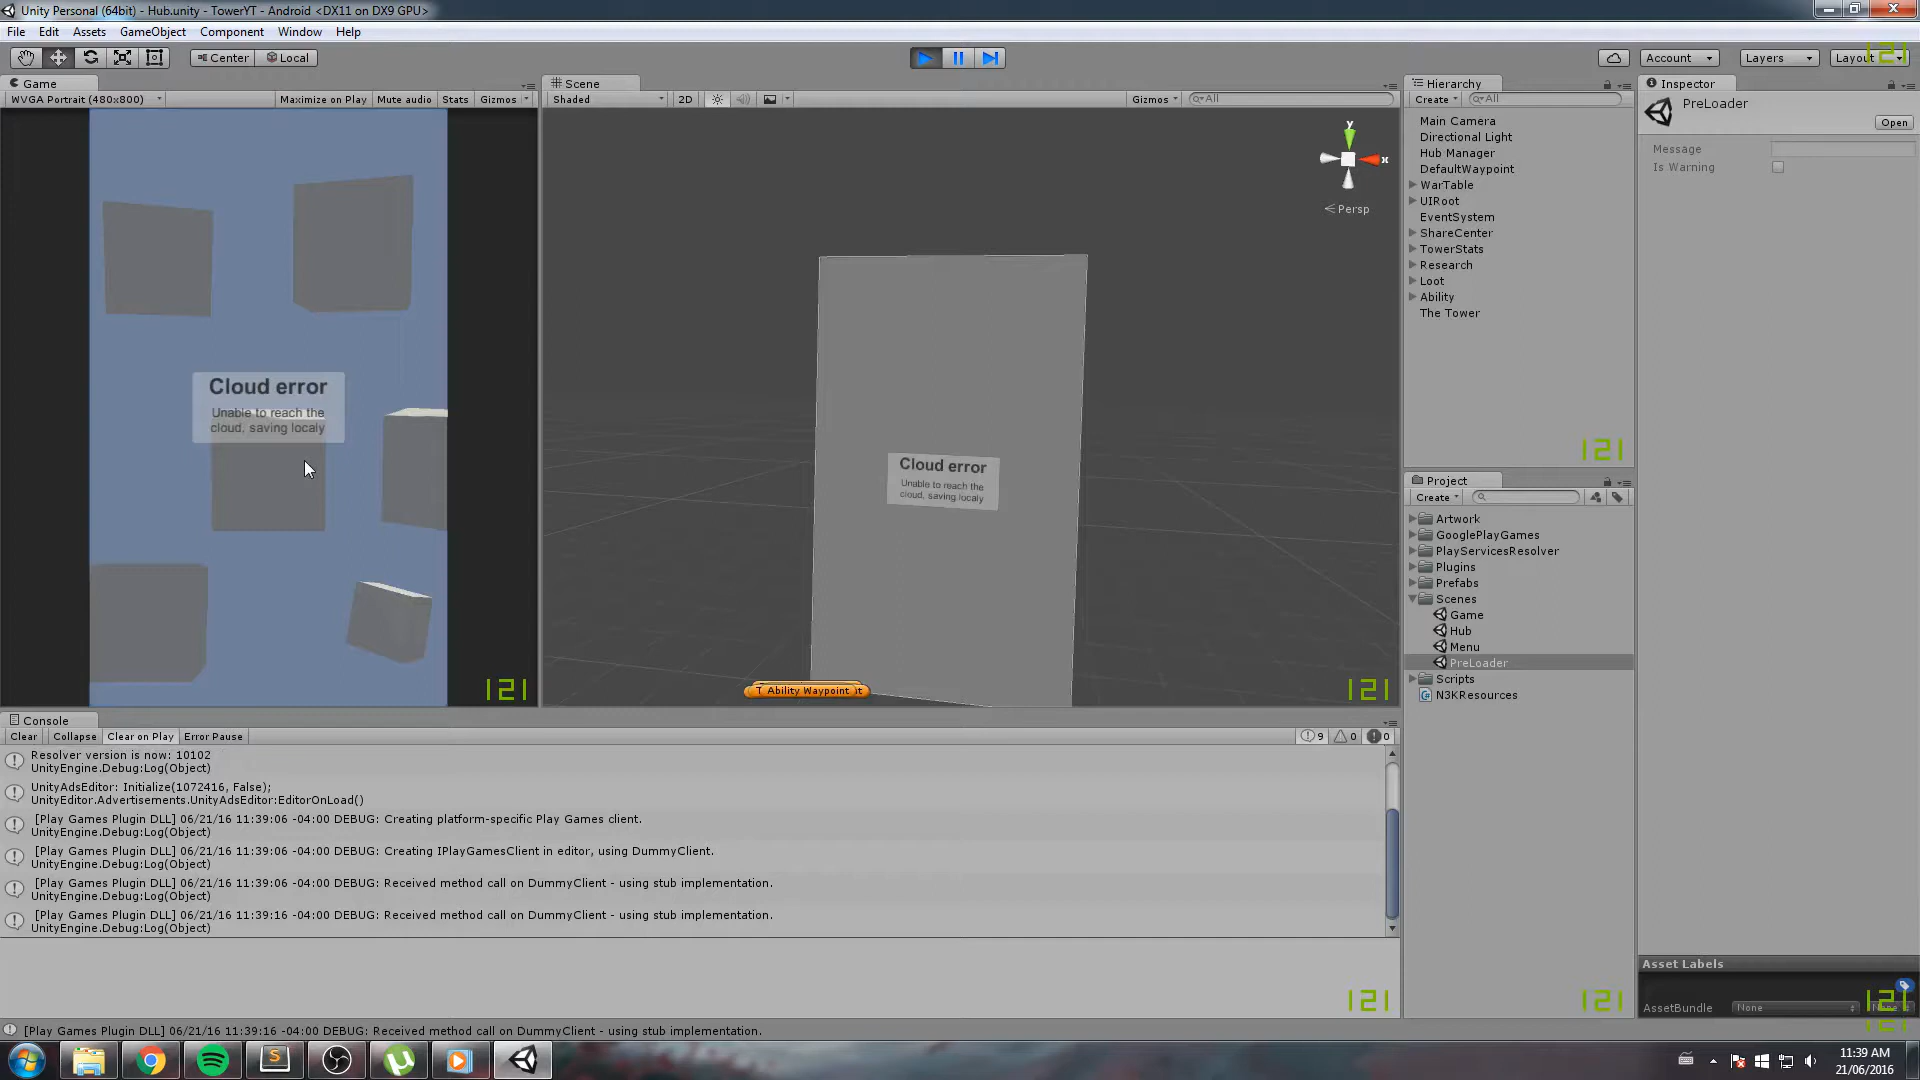 Unity Personal (64bit) - Hub.unity - TowerYT - Android <DX11 on DX9 GPU>
File Edit Assets GameObject Component Window Help
Center Local
Account Layers Layout
121
Game
WVGA Portrait (480x800) Maximize on Play Mute audio Stats Gizmos
Cloud error
Unable to reach the
cloud, saving localy
121
Scene
Shaded 2D Gizmos All
y
x
Persp
Cloud error
Unable to reach the
cloud, saving localy
Ability Waypoint
121
Hierarchy
Create All
Main Camera
Directional Light
Hub Manager
DefaultWaypoint
WarTable
UIRoot
EventSystem
ShareCenter
TowerStats
Research
Loot
Ability
The Tower
121
Project
Create
Artwork
GooglePlayGames
PlayServicesResolver
Plugins
Prefabs
Scenes
Game
Hub
Menu
PreLoader
Scripts
N3KResources
121
Inspector
PreLoader
Open
Message
Is Warning
Asset Labels
AssetBundle None
121
Console
Clear Collapse Clear on Play Error Pause 9 0 0
Resolver version is now: 10102
UnityEngine.Debug:Log(Object)
UnityAdsEditor: Initialize(1072416, False);
UnityEditor.Advertisements.UnityAdsEditor:EditorOnLoad()
[Play Games Plugin DLL] 06/21/16 11:39:06 -04:00 DEBUG: Creating platform-specific Play Games client.
UnityEngine.Debug:Log(Object)
[Play Games Plugin DLL] 06/21/16 11:39:06 -04:00 DEBUG: Creating IPlayGamesClient in editor, using DummyClient.
UnityEngine.Debug:Log(Object)
[Play Games Plugin DLL] 06/21/16 11:39:06 -04:00 DEBUG: Received method call on DummyClient - using stub implementation.
UnityEngine.Debug:Log(Object)
[Play Games Plugin DLL] 06/21/16 11:39:16 -04:00 DEBUG: Received method call on DummyClient - using stub implementation.
UnityEngine.Debug:Log(Object)
121
[Play Games Plugin DLL] 06/21/16 11:39:16 -04:00 DEBUG: Received method call on DummyClient - using stub implementation.
11:39 AM
21/06/2016